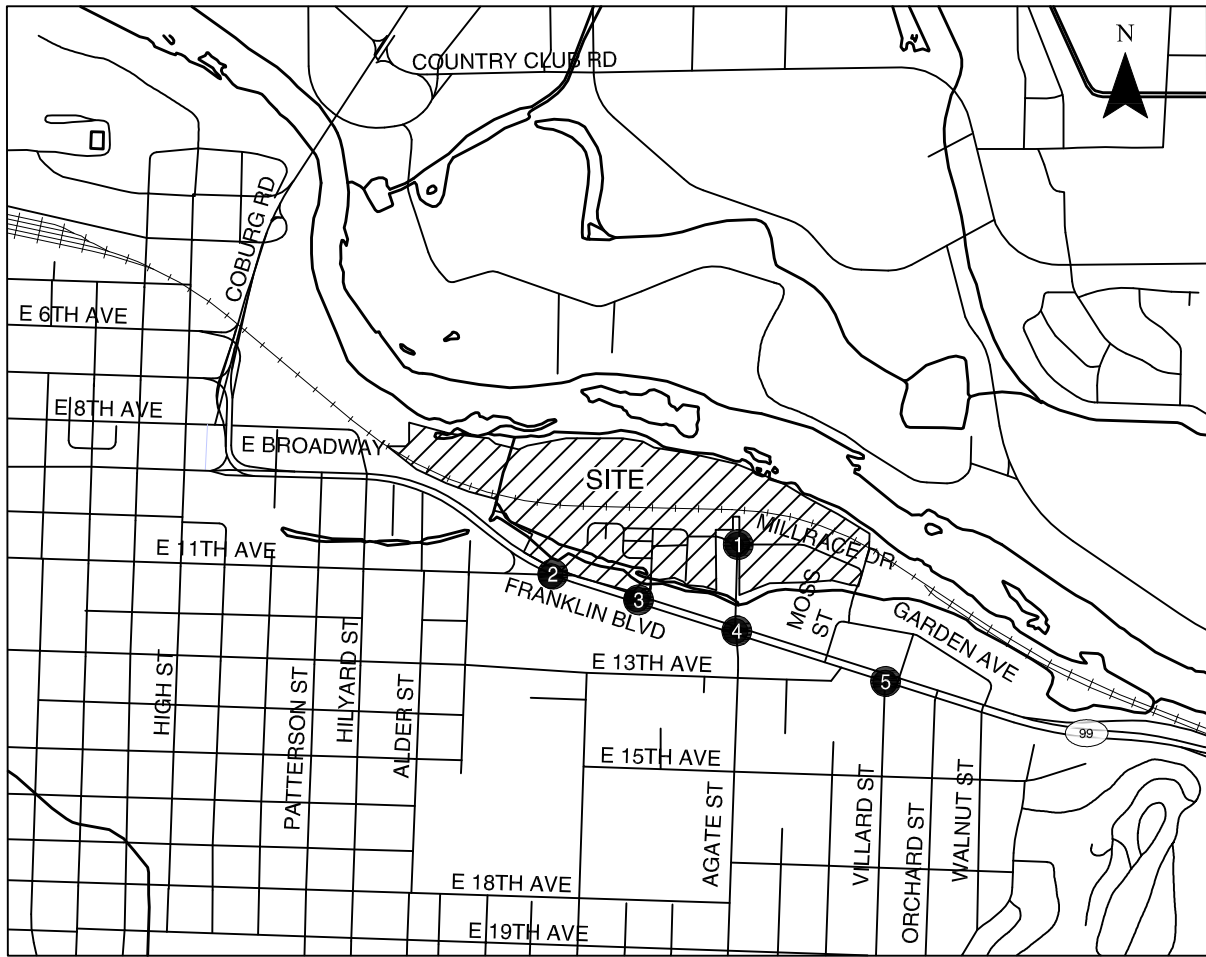 N
COUNTRY CLUB RD
COBURG RD
E 6TH AVE
E 8TH AVE
E BROADWAY
SITE
MILLRACE DR
1
E 11TH AVE
2
3
FRANKLIN BLVD
4
MOSS
ST
GARDEN AVE
E 13TH AVE
5
HIGH ST
PATTERSON ST
HILYARD ST
ALDER ST
99
E 15TH AVE
AGATE ST
VILLARD ST
ORCHARD ST
WALNUT ST
E 18TH AVE
E 19TH AVE